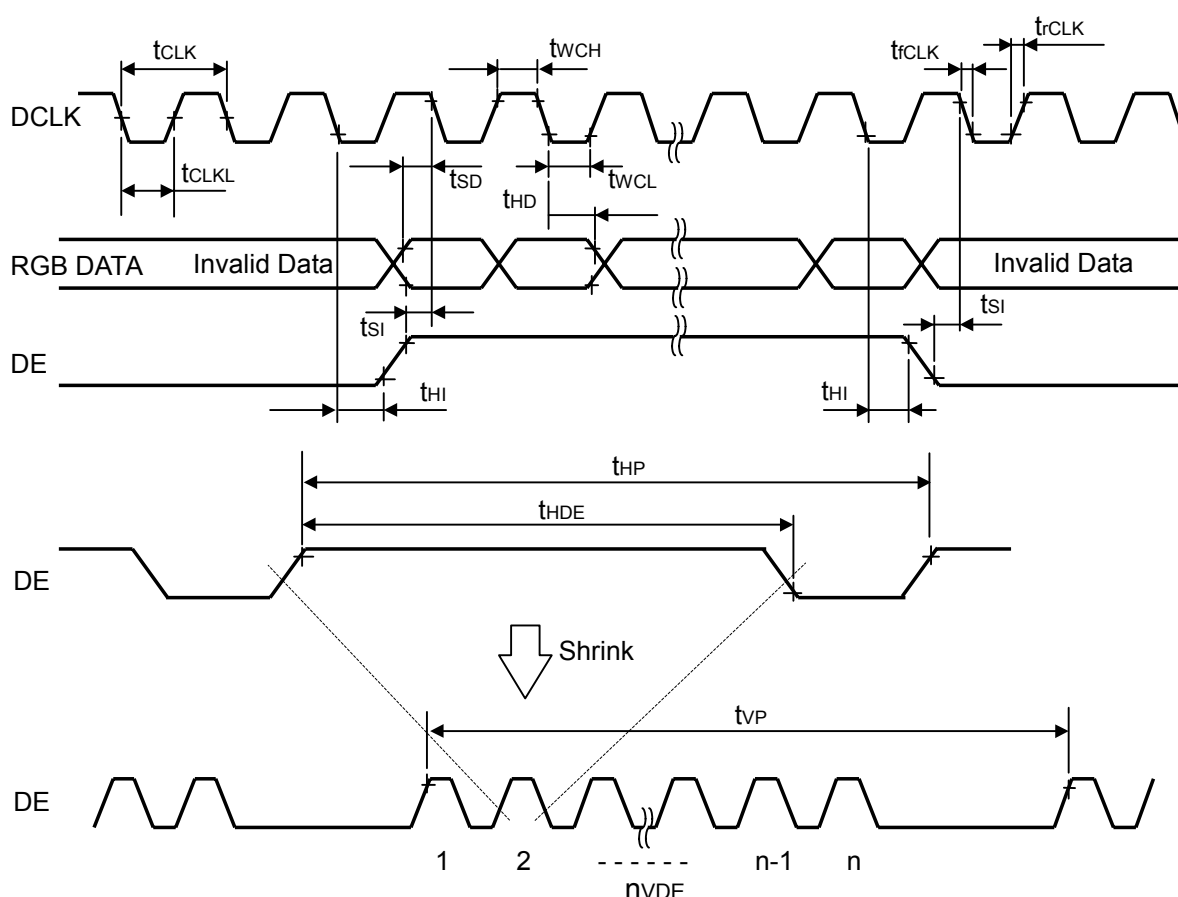 tCLK
tWCH
tfCLK
trCLK
DCLK
tCLKL
tSD
tWCL
tHD
RGB DATA
Invalid Data
Invalid Data
tSI
tSI
DE
tHI
tHI
tHP
tHDE
DE
Shrink
tVP
DE
1 2 - - - - - - n-1 n
nVDE